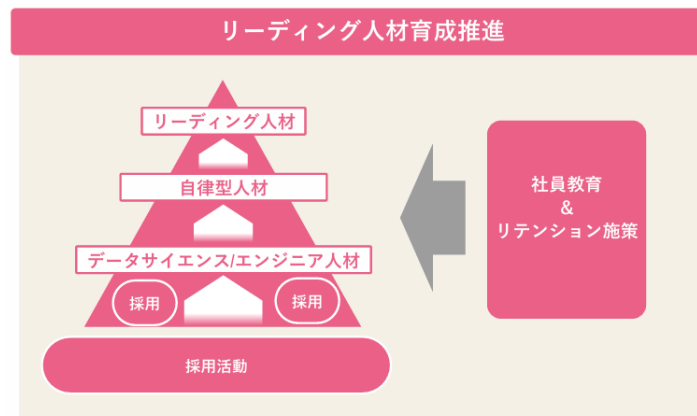 リーディング人材育成推進
リーディング人材
自律型人材
データサイエンス/エンジニア人材
採用
採用
採用活動
社員教育
&
リテンション施策